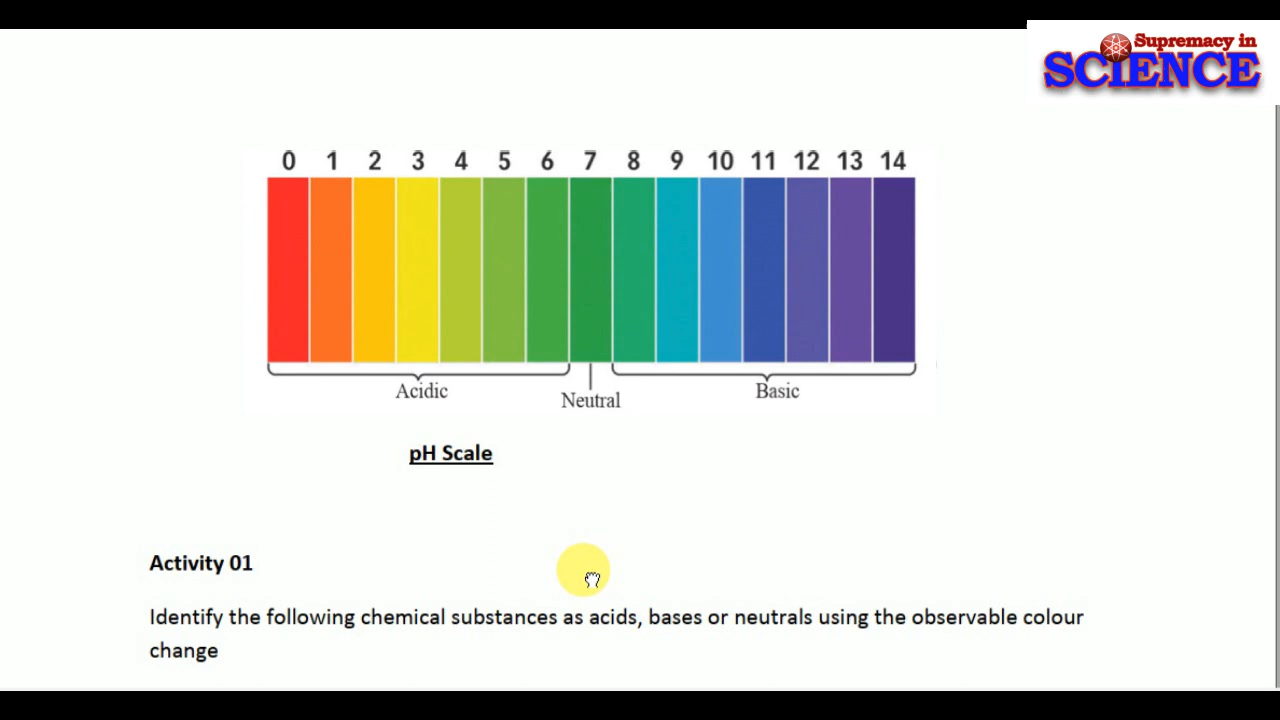 Supremacy in
SCIENCE
0 1 2 3 4 5 6 7 8 9 10 11 12 13 14
Acidic
Neutral
Basic
pH Scale
Activity 01
Identify the following chemical substances as acids, bases or neutrals using the observable colour
change